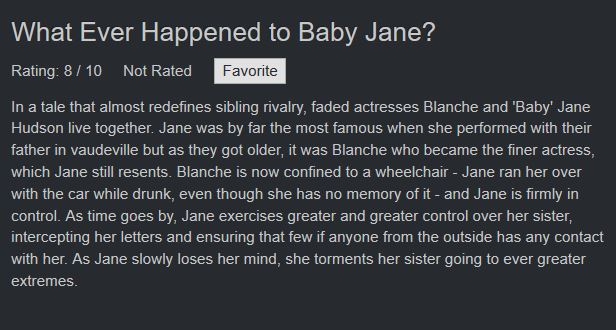 What Ever Happened to Baby Jane?
Rating: 8 / 10 Not Rated Favorite
In a tale that almost redefines sibling rivalry, faded actresses Blanche and 'Baby' Jane
Hudson live together. Jane was by far the most famous when she performed with their
father in vaudeville but as they got older, it was Blanche who became the finer actress,
which Jane still resents. Blanche is now confined to a wheelchair - Jane ran her over
with the car while drunk, even though she has no memory of it - and Jane is firmly in
control. As time goes by, Jane exercises greater and greater control over her sister,
intercepting her letters and ensuring that few if anyone from the outside has any contact
with her. As Jane slowly loses her mind, she torments her sister going to ever greater
extremes.